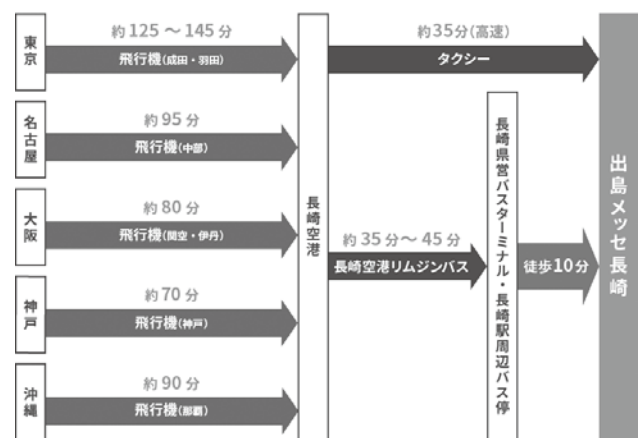 東京
約125～145分
飛行機(成田・羽田)
名古屋
約95分
飛行機(中部)
大阪
約80分
飛行機(関空・伊丹)
神戸
約70分
飛行機(神戸)
沖縄
約90分
飛行機(那覇)
長崎空港
約35分(高速)
タクシー
約35分～45分
長崎空港リムジンバス
長崎県営バスターミナル・長崎駅周辺バス停
徒歩10分
出島メッセ長崎